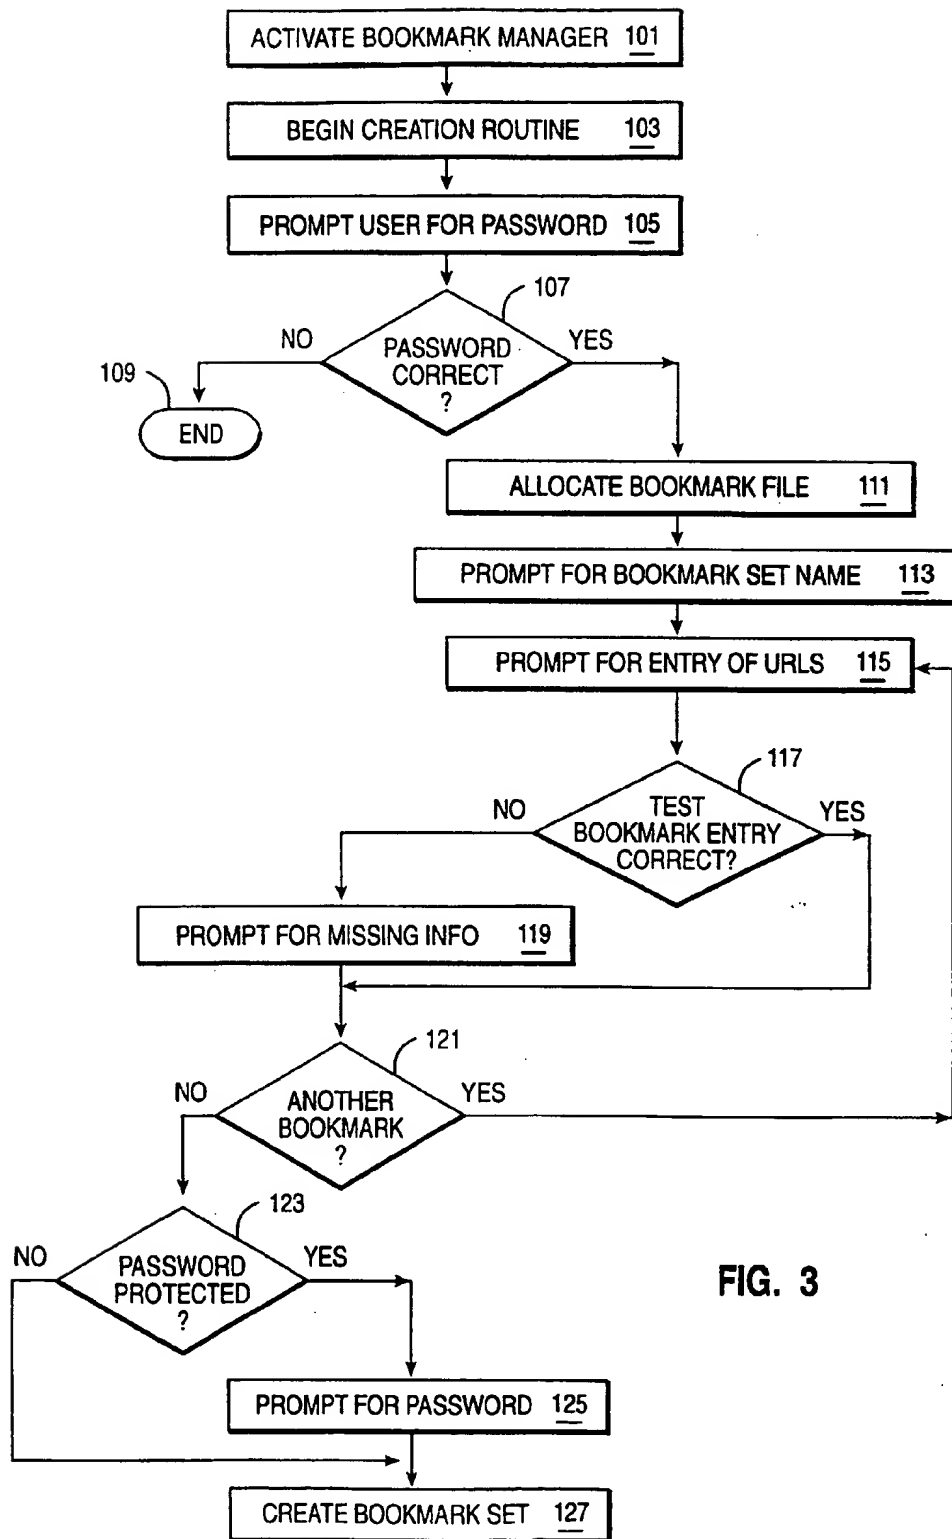 ACTIVATE BOOKMARK MANAGER 101
BEGIN CREATION ROUTINE 103
PROMPT USER FOR PASSWORD 105
107
NO
PASSWORD
CORRECT
?
YES
109
END
ALLOCATE BOOKMARK FILE 111
PROMPT FOR BOOKMARK SET NAME 113
PROMPT FOR ENTRY OF URLS 115
117
NO
TEST
BOOKMARK ENTRY
CORRECT?
YES
PROMPT FOR MISSING INFO 119
121
NO
ANOTHER
BOOKMARK
?
YES
123
NO
PASSWORD
PROTECTED
?
YES
FIG. 3
PROMPT FOR PASSWORD 125
CREATE BOOKMARK SET 127